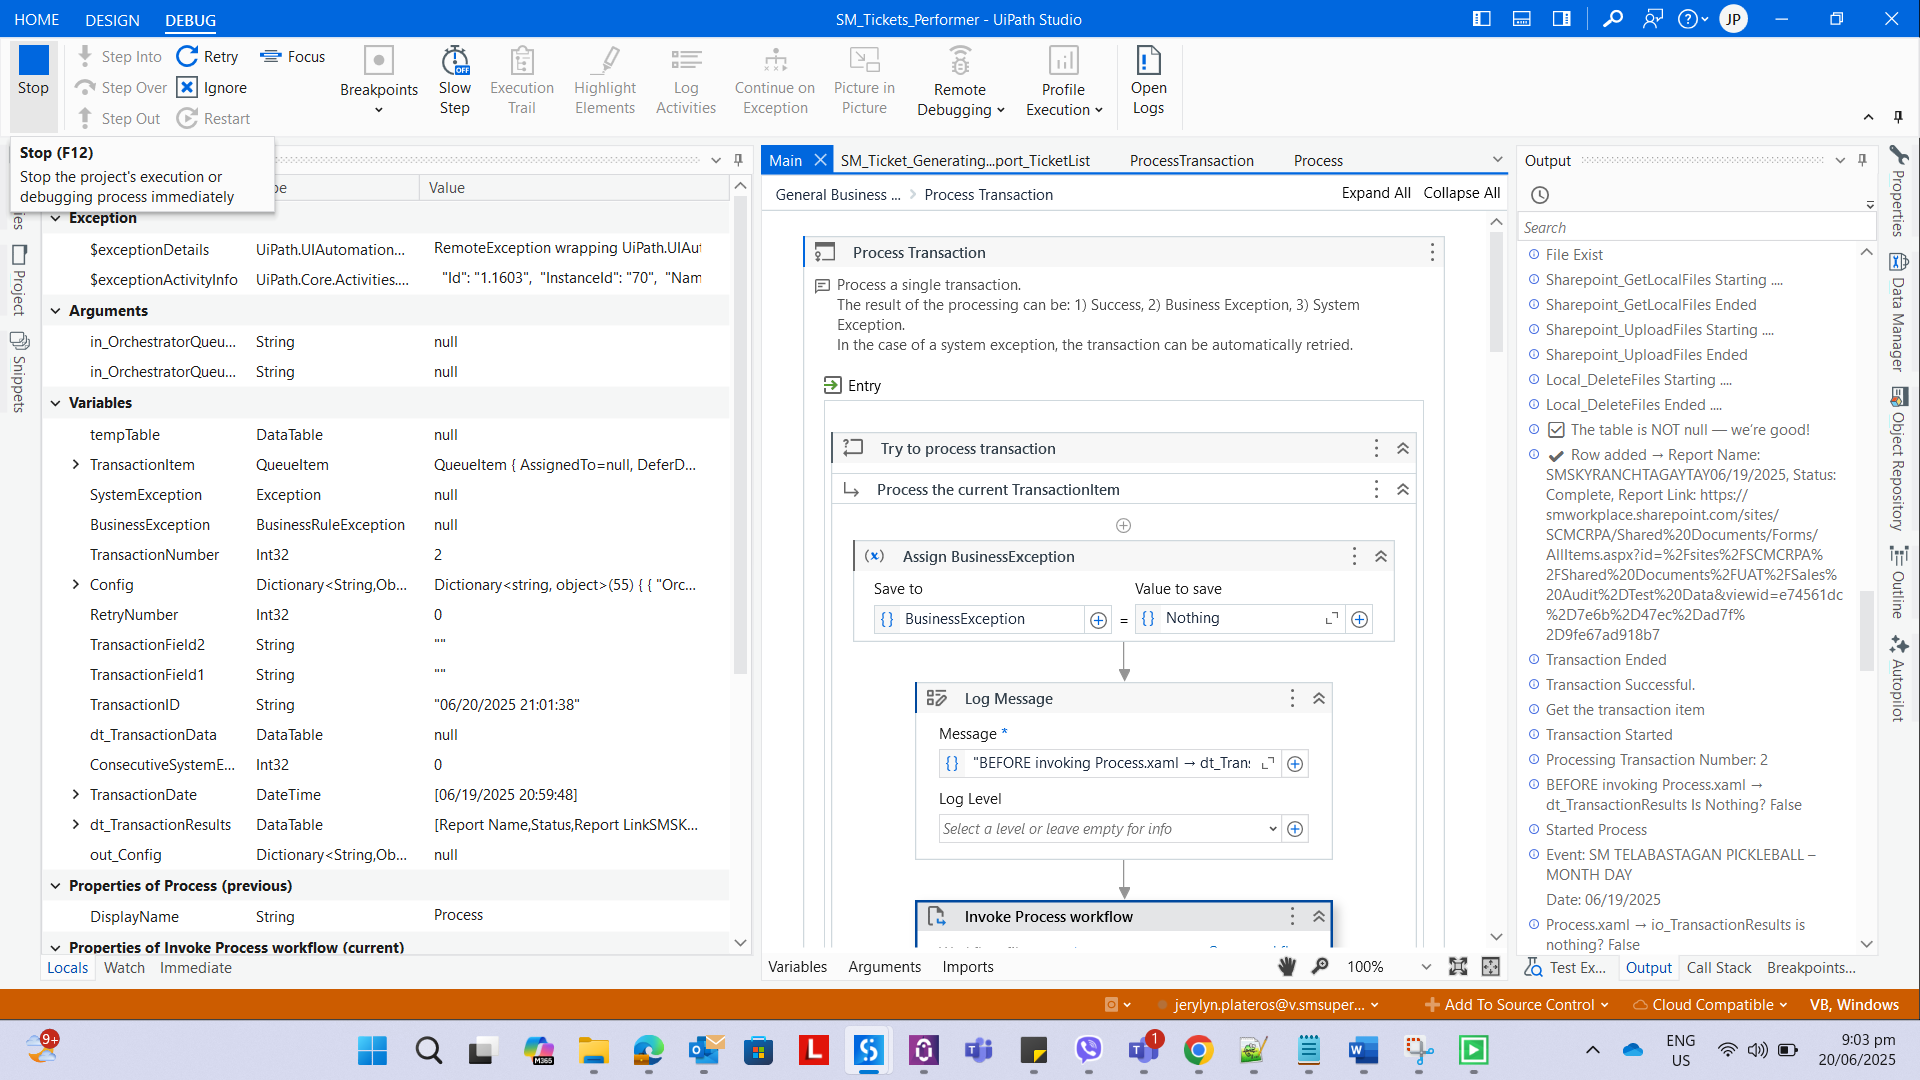 HOME DESIGN DEBUG
SM_Tickets_Performer - UiPath Studio
JP
Stop
Step Into
Step Over
Step Out
Retry
Ignore
Restart
Focus
Breakpoints
Slow
Step
OFF
Execution
Trail
Highlight
Elements
Log
Activities
Continue on
Exception
Picture in
Picture
Remote
Debugging
Profile
Execution
Open
Logs
Stop (F12)
Stop the project's execution or
debugging process immediately
Value
Exception
$exceptionDetails UiPath.UIAutomation... RemoteException wrapping UiPath.UIAut
$exceptionActivityInfo UiPath.Core.Activities.... "Id": "1.1603", "InstanceId": "70", "Nam
Arguments
in_OrchestratorQueu... String null
in_OrchestratorQueu... String null
Variables
tempTable DataTable null
TransactionItem QueueItem QueueItem { AssignedTo=null, DeferD...
SystemException Exception null
BusinessException BusinessRuleException null
TransactionNumber Int32 2
Config Dictionary<String,Ob... Dictionary<string, object>(55) { { "Orc...
RetryNumber Int32 0
TransactionField2 String ""
TransactionField1 String ""
TransactionID String "06/20/2025 21:01:38"
dt_TransactionData DataTable null
ConsecutiveSystemE... Int32 0
TransactionDate DateTime [06/19/2025 20:59:48]
dt_TransactionResults DataTable [Report Name,Status,Report LinkSMSK...
out_Config Dictionary<String,Ob... null
Properties of Process (previous)
DisplayName String Process
Properties of Invoke Process workflow (current)
Locals Watch Immediate
Project
Snippets
Main SM_Ticket_Generating...port_TicketList ProcessTransaction Process
General Business ... > Process Transaction Expand All Collapse All
Process Transaction
Process a single transaction.
The result of the processing can be: 1) Success, 2) Business Exception, 3) System
Exception.
In the case of a system exception, the transaction can be automatically retried.
Entry
Try to process transaction
Process the current TransactionItem
Assign BusinessException
Save to Value to save
BusinessException = Nothing
Log Message
Message *
"BEFORE invoking Process.xaml → dt_Trans
Log Level
Select a level or leave empty for info
Invoke Process workflow
Variables Arguments Imports 100%
Output
Search
File Exist
Sharepoint_GetLocalFiles Starting ....
Sharepoint_GetLocalFiles Ended
Sharepoint_UploadFiles Starting ....
Sharepoint_UploadFiles Ended
Local_DeleteFiles Starting ....
Local_DeleteFiles Ended ....
The table is NOT null — we're good!
Row added → Report Name:
SMSKYRANCHTAGAYTAY06/19/2025, Status:
Complete, Report Link: https://
smworkplace.sharepoint.com/sites/
SCMCRPA/Shared%20Documents/Forms/
AllItems.aspx?id=%2Fsites%2FSCMCRPA%
2FShared%20Documents%2FUAT%2FSales%
20Audit%2DTest%20Data&viewid=e74561dc
%2D7e6b%2D47ec%2Dad7f%
2D9fe67ad918b7
Transaction Ended
Transaction Successful.
Get the transaction item
Transaction Started
Processing Transaction Number: 2
BEFORE invoking Process.xaml →
dt_TransactionResults Is Nothing? False
Started Process
Event: SM TELABASTAGAN PICKLEBALL –
MONTH DAY
Date: 06/19/2025
Process.xaml → io_TransactionResults is
nothing? False
Test Ex... Output Call Stack Breakpoints...
Properties
Data Manager
Object Repository
Outline
Autopilot
jerylyn.plateros@v.smsuper... Add To Source Control Cloud Compatible VB, Windows
9+
M365
1
ENG
US
9:03 pm
20/06/2025